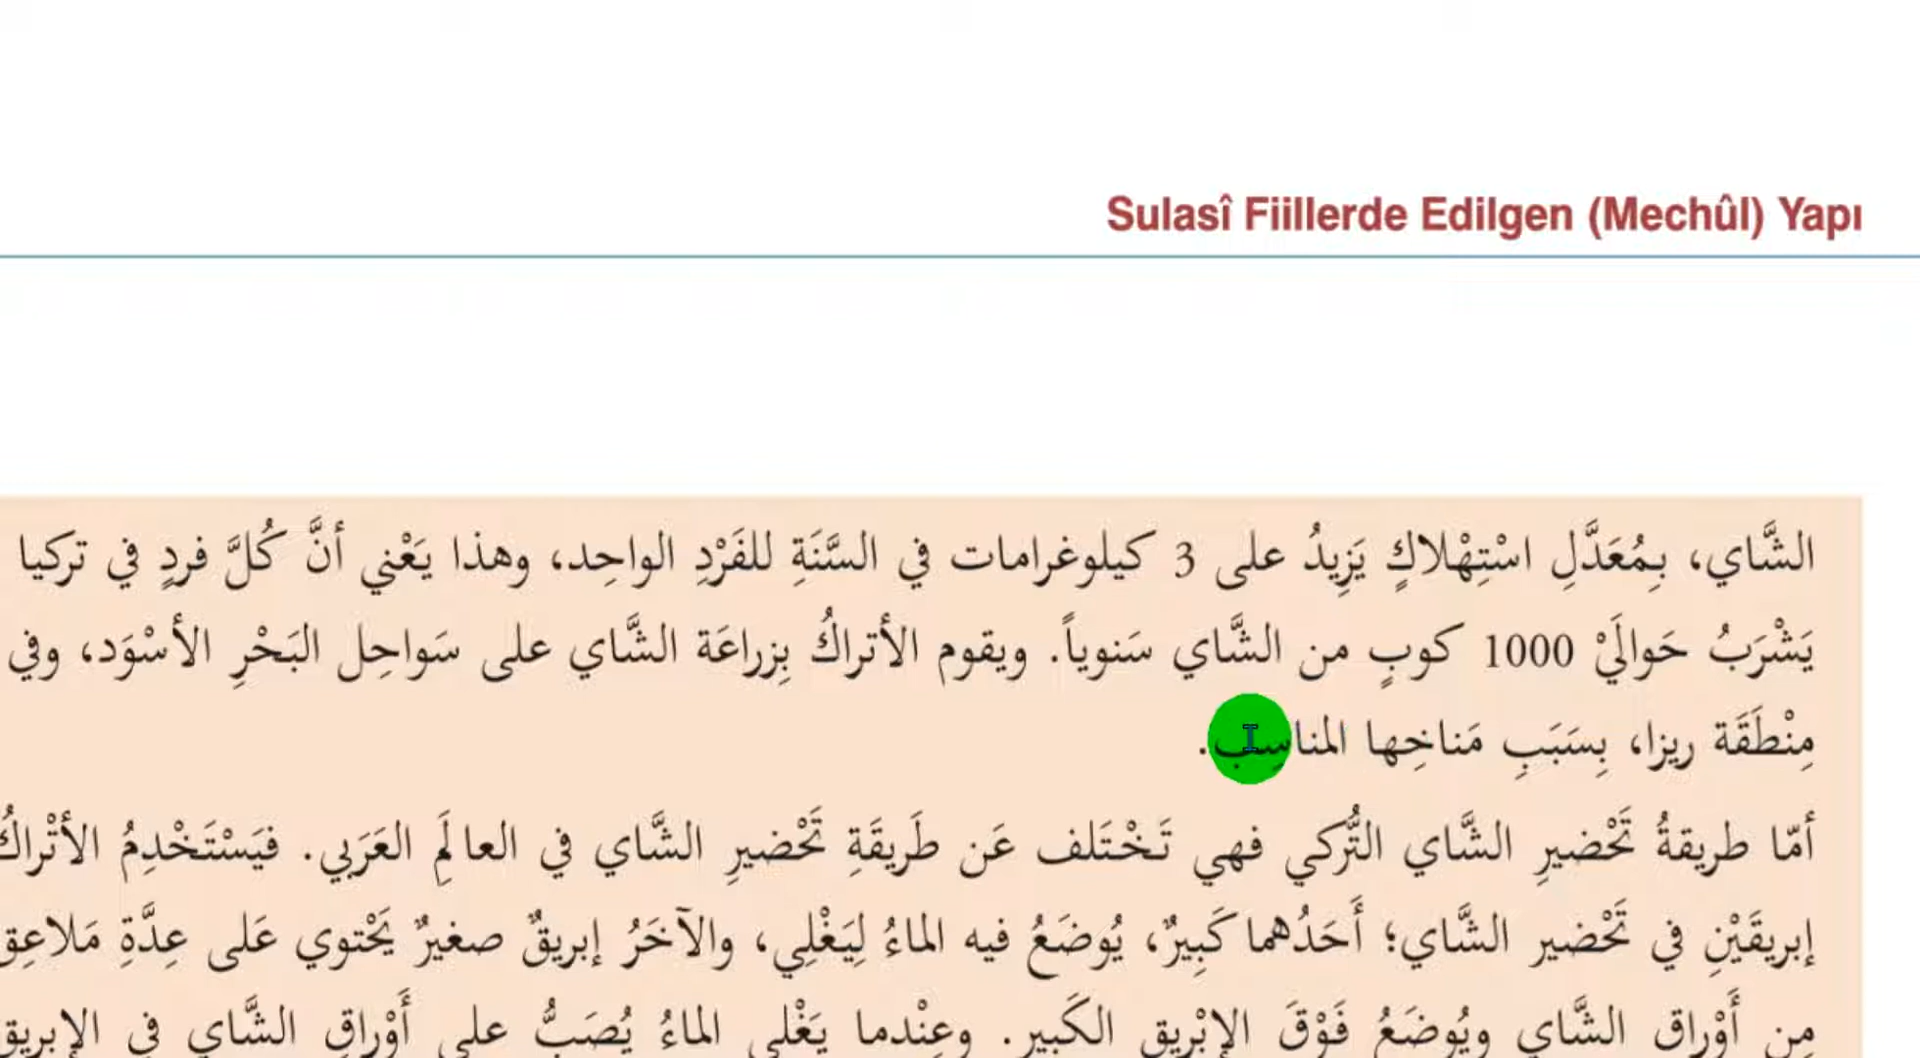 Sulasî Fiillerde Edilgen (Mechûl) Yapı
الشَّاي، بِمُعَدَّلِ اسْتِهْلاكٍ يَزِيدُ على 3 كيلوغرامات في السَّنَةِ للفَرْدِ الواحِد، وهذا يَعْني أنَّ كُلَّ فردٍ في تركيا
يَشْرَبُ حَوالَيْ 1000 كوبٍ من الشَّاي سَنوياً. ويقوم الأتراكُ بِزراعَة الشَّاي على سَواحِل البَحْرِ الأسْوَد، وفي
مِنْطَقَة ريزا، بِسَبَبِ مَناخِها المناسِب.
أمّا طريقةُ تَحْضيرِ الشَّاي التُّركي فهي تَخْتَلف عَن طَريقَةِ تَحْضيرِ الشَّاي في العالَمِ العَرَبي. فيَسْتَخْدِمُ الأتْراكُ
إبريقَيْنِ في تَحْضير الشَّاي؛ أَحَدُهما كَبِيرٌ، يُوضَعُ فيه الماءُ لِيَغْلِي، والآخَرُ إبريقٌ صغيرٌ يَحْتوي عَلى عِدَّةِ مَلاعِق
مِن أَوْراق الشَّاي ويُوضَعُ فَوْقَ الإبْريق الكَبير. وعِنْدما يَغْلي الماءُ يُصَبُّ على أَوْراقِ الشَّاي في الإبريق